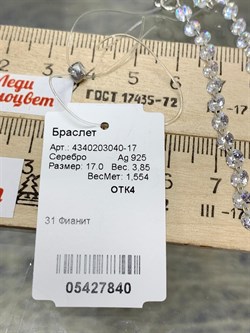 Леди
ноцвет
ГОСТ 17435-72
Браслет
Арт.: 4340203040-17
Серебро Ag 925
Размер: 17.0 Вес. 3,85
ВесМет: 1,554
ОТК4
31 Фианит
05427840